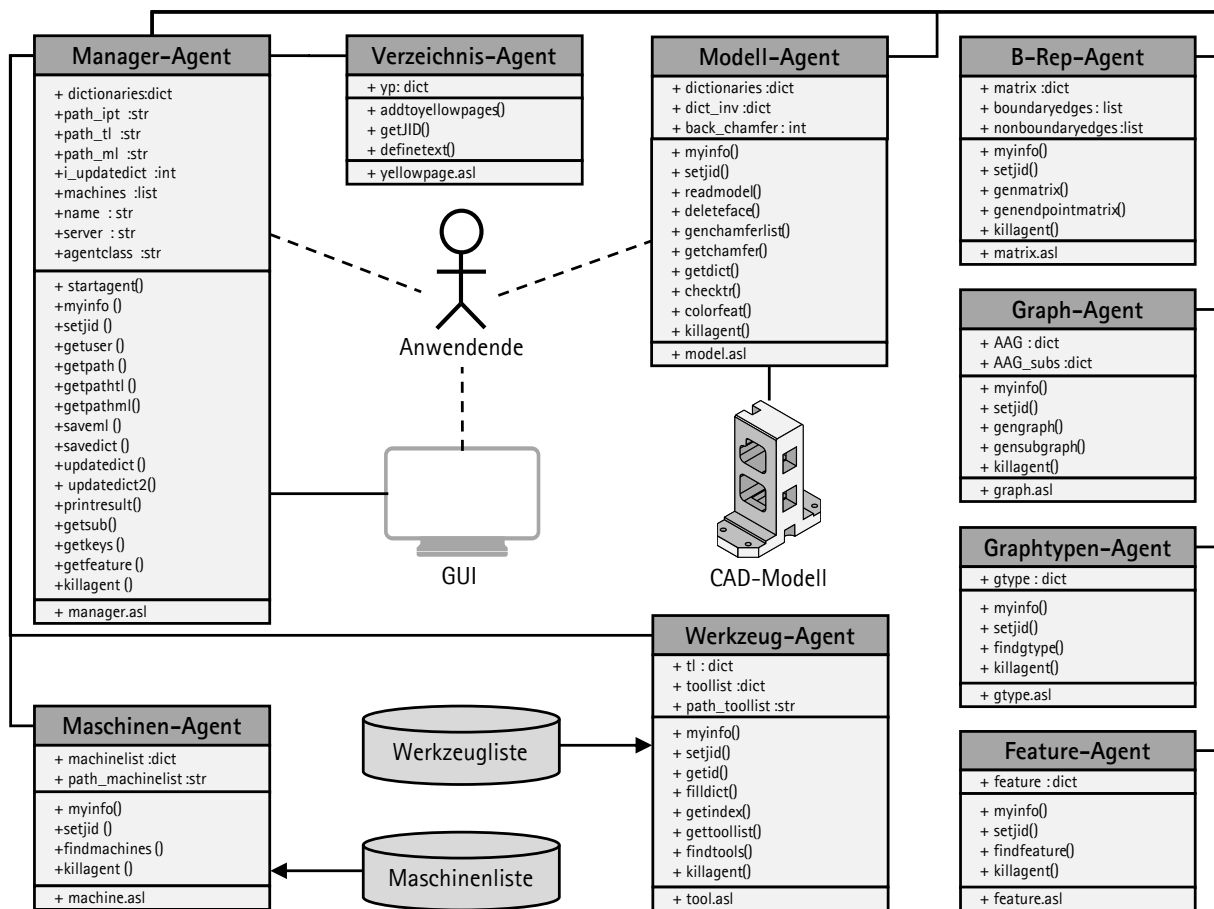 Manager-Agent
+ dictionaries:dict
+path_ipt :str
+path_tl :str
+path_ml :str
+i_updatedict :int
+machines :list
+name : str
+server : str
+agentclass :str
+ startagent()
+myinfo ()
+setjid ()
+getuser ()
+getpath ()
+getpathtl ()
+getpathml()
+saveml ()
+savedict ()
+updatedict ()
+ updatedict2()
+printresult()
+getsub()
+getkeys ()
+getfeature ()
+killagent ()
+ manager.asl
Verzeichnis-Agent
+ yp: dict
+ addtoyellowpages()
+ getJID()
+ definetext()
+ yellowpage.asl
Anwendende
GUI
Modell-Agent
+ dictionaries : dict
+ dict_inv :dict
+ back_chamfer : int
+ myinfo()
+ setjid()
+ readmodel()
+ deleteface()
+ genchamferlist()
+ getchamfer()
+ getdict()
+ checktr()
+ colorfeat()
+ killagent()
+ model.asl
CAD-Modell
B-Rep-Agent
+ matrix :dict
+ boundaryedges : list
+ nonboundaryedges :list
+ myinfo()
+ setjid()
+ genmatrix()
+ genendpointmatrix()
+ killagent()
+ matrix.asl
Graph-Agent
+ AAG : dict
+ AAG_subs :dict
+ myinfo()
+ setjid()
+ gengraph()
+ gensubgraph()
+ killagent()
+ graph.asl
Graphtypen-Agent
+ gtype : dict
+ myinfo()
+ setjid()
+ findgtype()
+ killagent()
+ gtype.asl
Feature-Agent
+ feature : dict
+ myinfo()
+ setjid()
+ findfeature()
+ killagent()
+ feature.asl
Werkzeug-Agent
+ tl : dict
+ toollist :dict
+ path_toollist :str
+ myinfo()
+ setjid()
+ getid()
+ filldict()
+ getindex()
+ gettoollist()
+ findtools()
+ killagent()
+ tool.asl
Maschinen-Agent
+ machinelist :dict
+ path_machinelist :str
+ myinfo()
+setjid ()
+findmachines ()
+killagent ()
+ machine.asl
Werkzeugliste
Maschinenliste